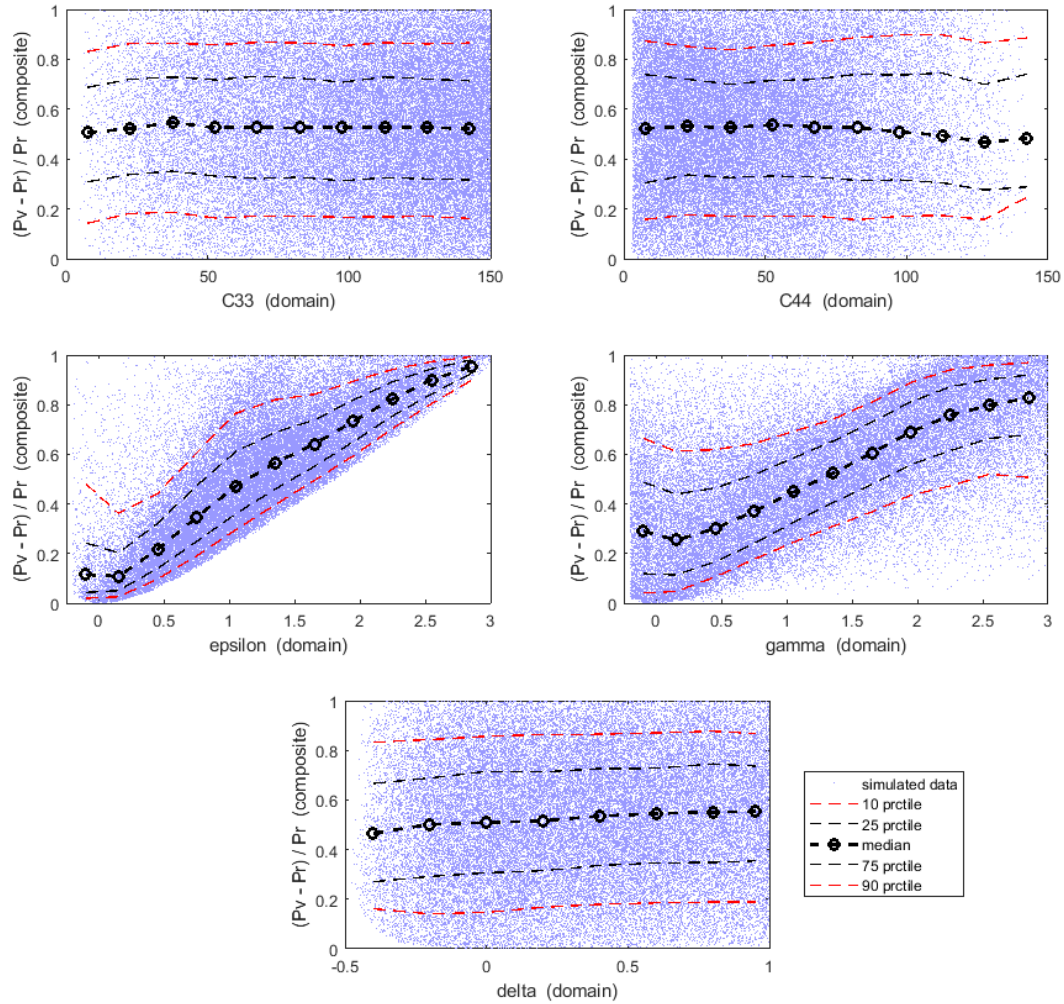 (Pv - Pr) / Pr (composite)
1
0.8
0.6
0.4
0.2
0
0 50 100 150
C33 (domain)
(Pv - Pr) / Pr (composite)
1
0.8
0.6
0.4
0.2
0
0 50 100 150
C44 (domain)
(Pv - Pr) / Pr (composite)
1
0.8
0.6
0.4
0.2
0
0 0.5 1 1.5 2 2.5 3
epsilon (domain)
(Pv - Pr) / Pr (composite)
1
0.8
0.6
0.4
0.2
0
0 0.5 1 1.5 2 2.5 3
gamma (domain)
(Pv - Pr) / Pr (composite)
1
0.8
0.6
0.4
0.2
0
-0.5 0 0.5 1
delta (domain)
simulated data
10 prctile
25 prctile
median
75 prctile
90 prctile